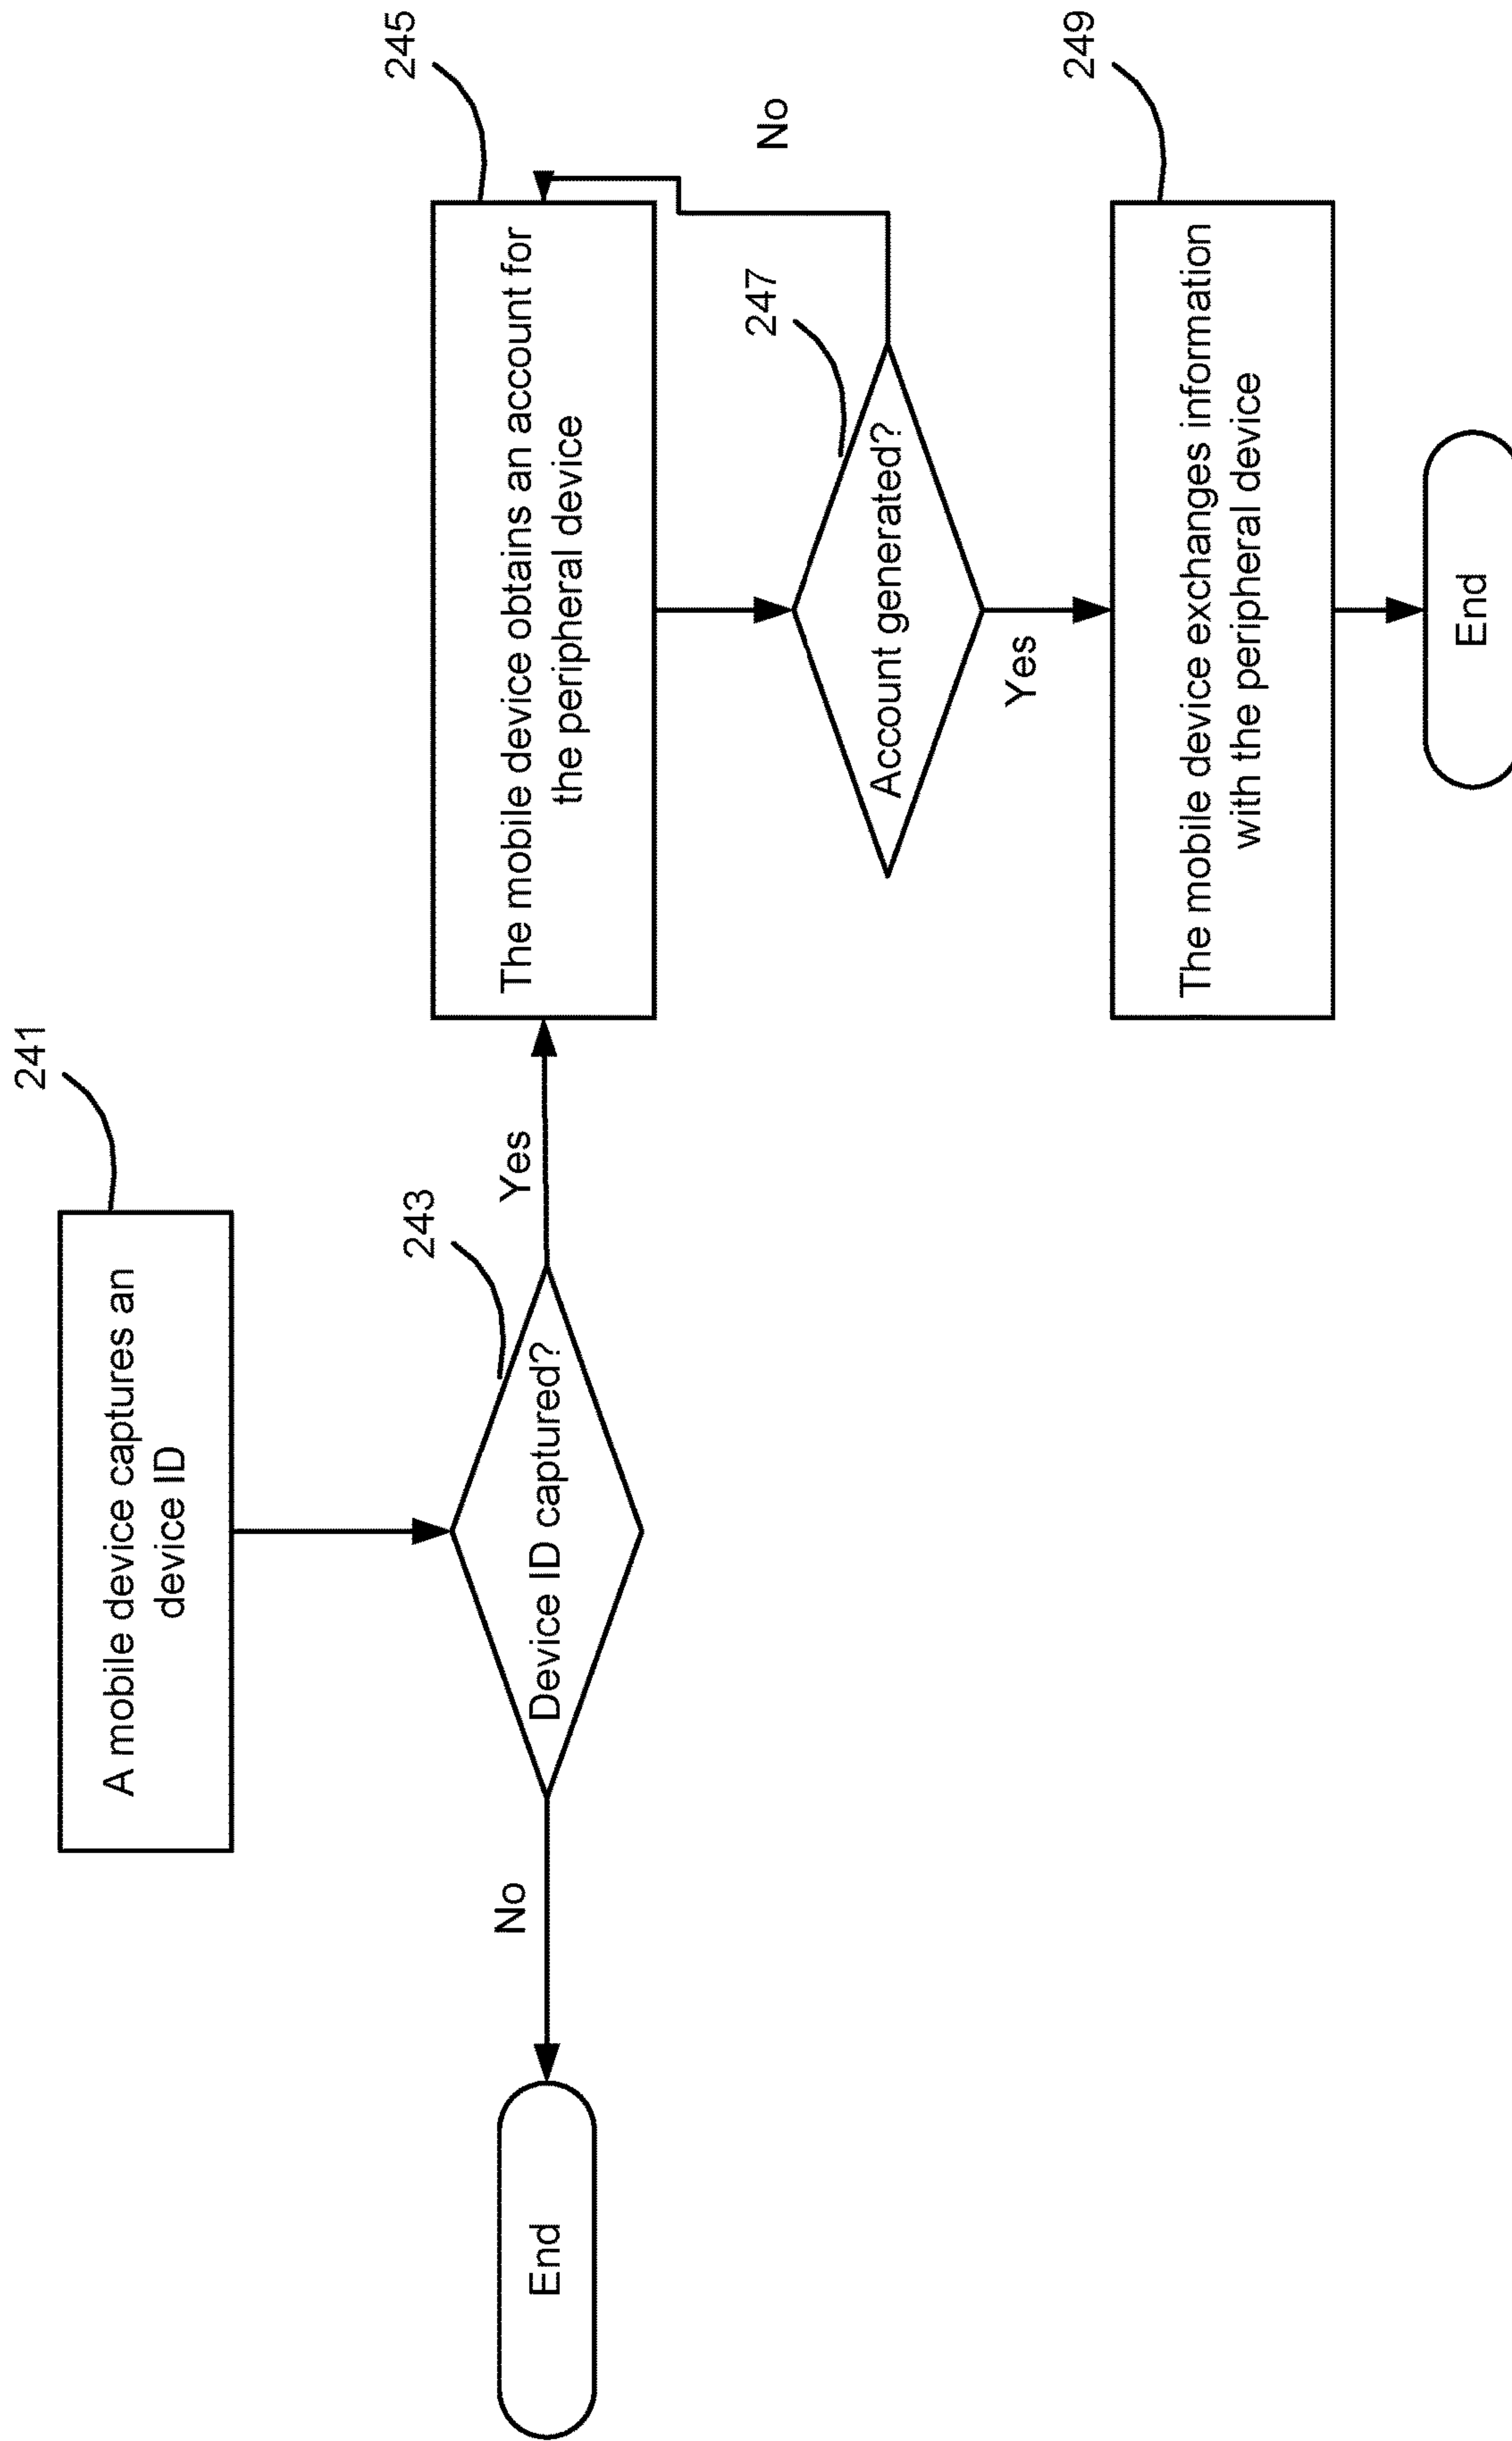 241
A mobile device captures an
device ID
243
Device ID captured?
No
Yes
End
245
The mobile device obtains an account for
the peripheral device
No
247
Account generated?
Yes
249
The mobile device exchanges information
with the peripheral device
End